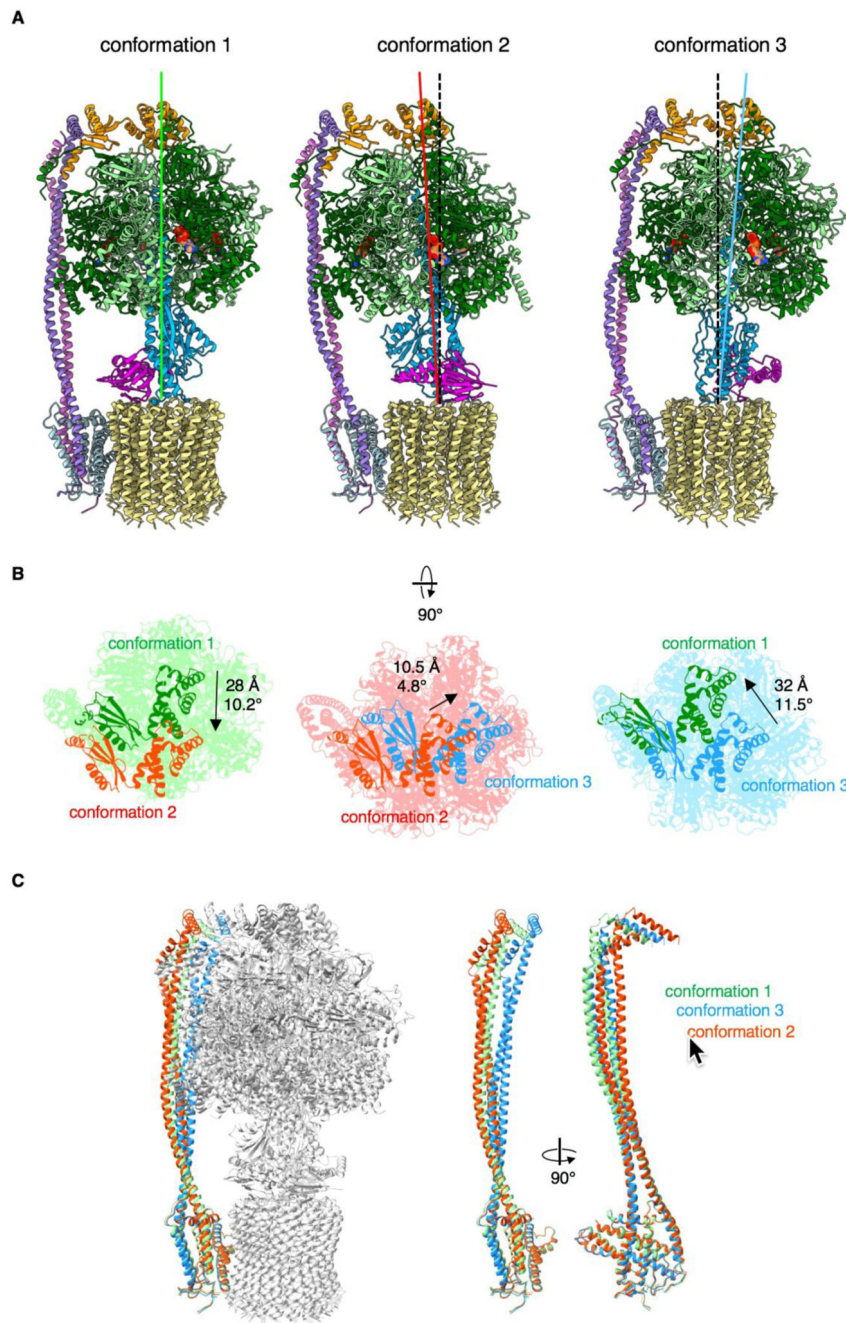 A
conformation 1
conformation 2
conformation 3
B
90°
conformation 1
28 Å
10.2°
conformation 2
10.5 Å
4.8°
conformation 3
conformation 2
conformation 1
32 Å
11.5°
conformation 3
C
conformation 1
conformation 3
conformation 2
90°